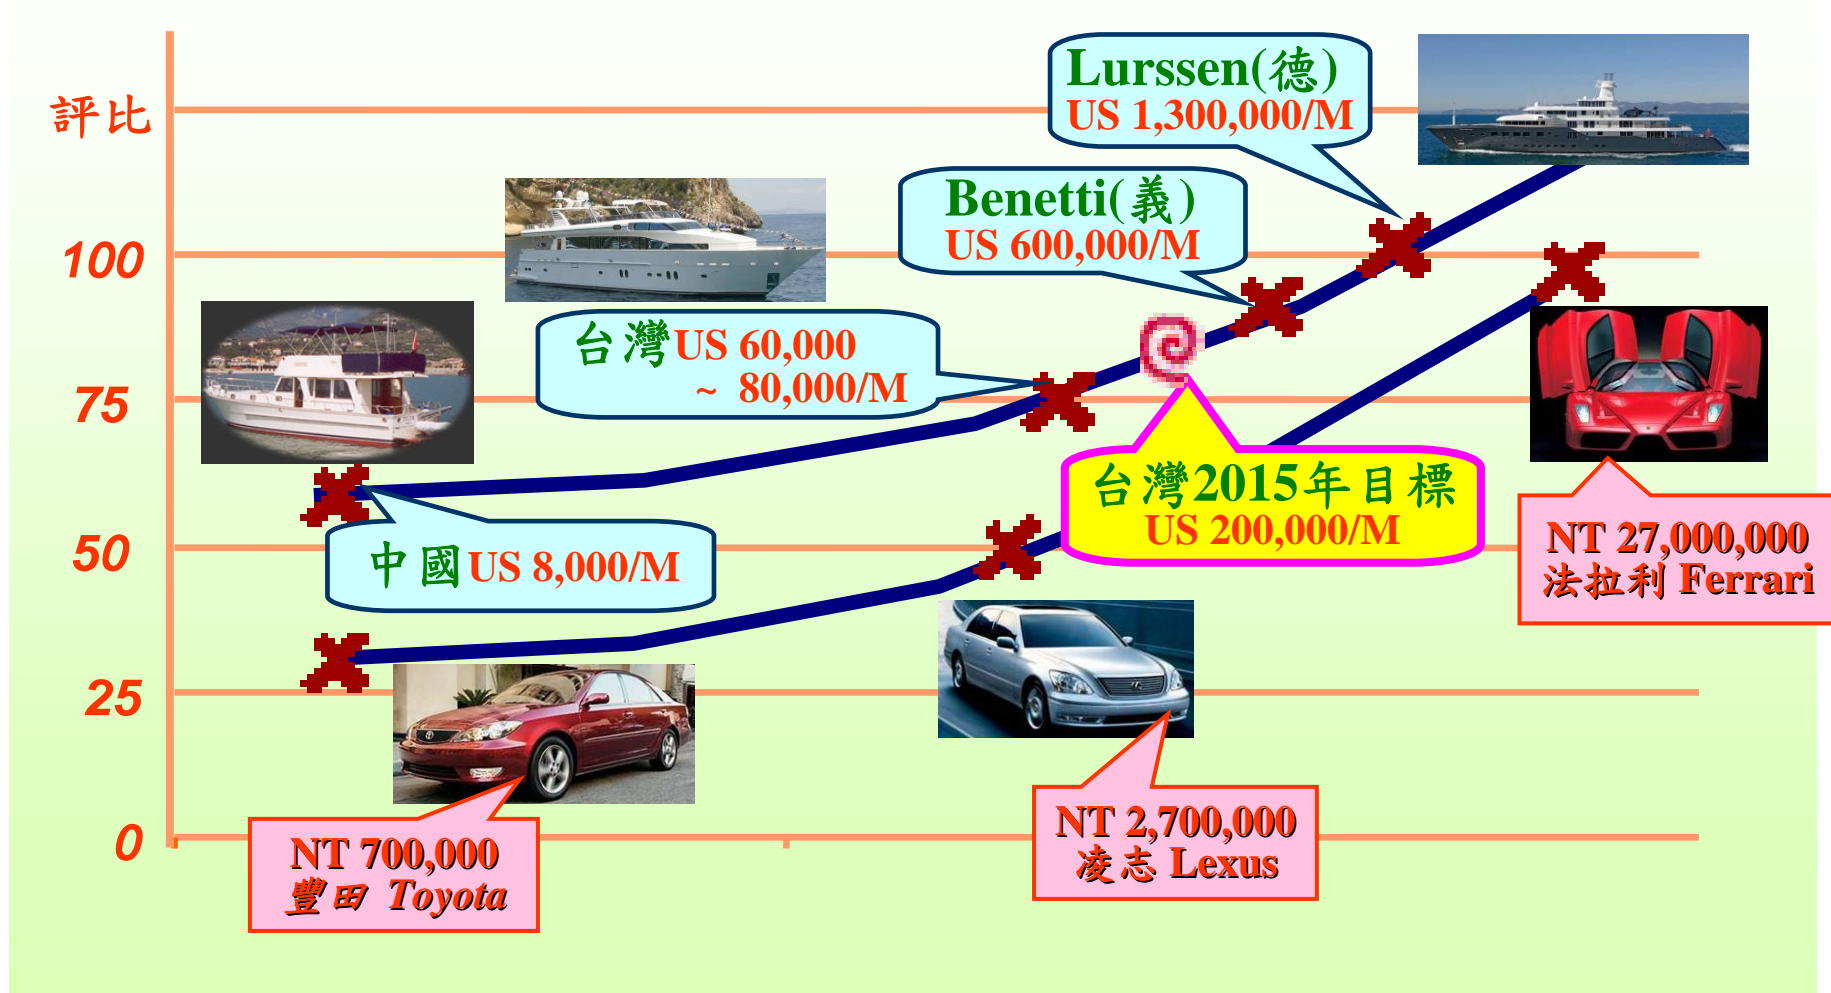 評比
100
75
50
25
0
Lurssen(德)
US 1,300,000/M
Benetti(義)
US 600,000/M
台灣US 60,000
~ 80,000/M
中國US 8,000/M
台灣2015年目標
US 200,000/M
NT 27,000,000
法拉利 Ferrari
NT 2,700,000
凌志 Lexus
NT 700,000
豐田 Toyota